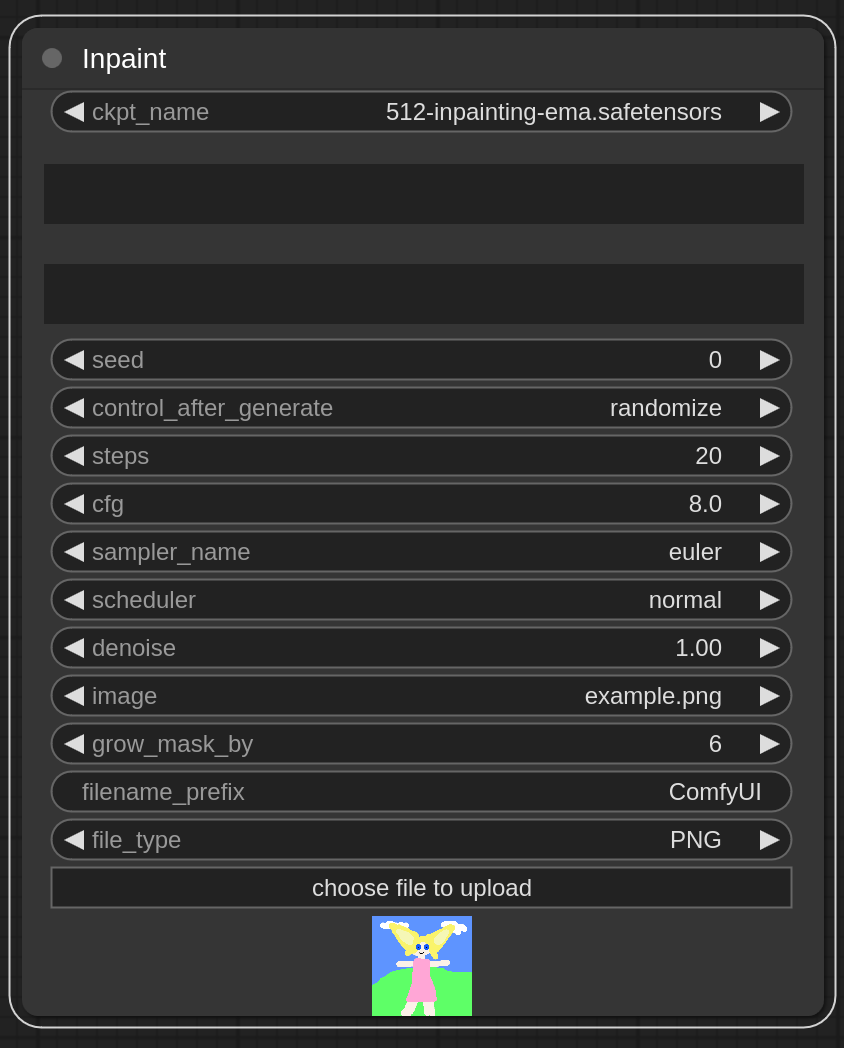 Inpaint
ckpt_name 512-inpainting-ema.safetensors
seed 0
control_after_generate randomize
steps 20
cfg 8.0
sampler_name euler
scheduler normal
denoise 1.00
image example.png
grow_mask_by 6
filename_prefix ComfyUI
file_type PNG
choose file to upload